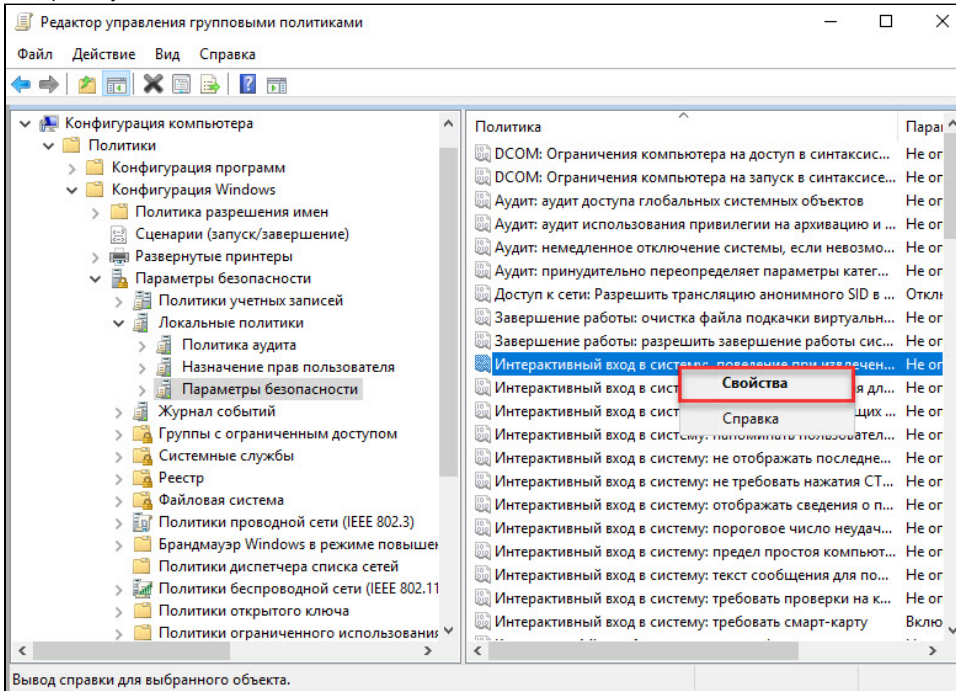 Редактор управления групповыми политиками
Файл Действие Вид Справка
Конфигурация компьютера
Политики
Конфигурация программ
Конфигурация Windows
Политика разрешения имен
Сценарии (запуск/завершение)
Развернутые принтеры
Параметры безопасности
Политики учетных записей
Локальные политики
Политика аудита
Назначение прав пользователя
Параметры безопасности
Журнал событий
Группы с ограниченным доступом
Системные службы
Реестр
Файловая система
Политики проводной сети (IEEE 802.3)
Брандмауэр Windows в режиме повышен
Политики диспетчера списка сетей
Политики беспроводной сети (IEEE 802.11
Политики открытого ключа
Политики ограниченного использования
Политика Пара
DCOM: Ограничения компьютера на доступ в синтаксис... Не ог
DCOM: Ограничения компьютера на запуск в синтаксисе... Не ог
Аудит: аудит доступа глобальных системных объектов Не ог
Аудит: аудит использования привилегии на архивацию и ... Не ог
Аудит: немедленное отключение системы, если невозмо... Не ог
Аудит: принудительно переопределяет параметры катег... Не ог
Доступ к сети: Разрешить трансляцию анонимного SID в ... Откл
Завершение работы: очистка файла подкачки виртуальн... Не ог
Завершение работы: разрешить завершение работы сис... Не ог
Интерактивный вход в систему: поведение при извлечен... Не ог
Интерактивный вход в сист я дл... Не ог
Свойства
Интерактивный вход в сист щих ... Не ог
Справка
Интерактивный вход в систему: напоминать пользовател... Не ог
Интерактивный вход в систему: не отображать последне... Не ог
Интерактивный вход в систему: не требовать нажатия CT... Не ог
Интерактивный вход в систему: отображать сведения о п... Не ог
Интерактивный вход в систему: пороговое число неудач... Не ог
Интерактивный вход в систему: предел простоя компьют... Не ог
Интерактивный вход в систему: текст сообщения для по... Не ог
Интерактивный вход в систему: требовать проверки на к... Не ог
Интерактивный вход в систему: требовать смарт-карту Вклю
Вывод справки для выбранного объекта.